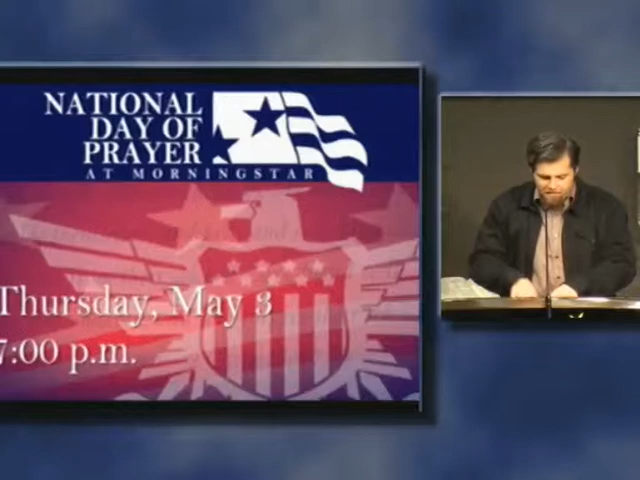 NATIONAL
DAY OF
PRAYER
AT MORNINGSTAR
Thursday, May 3
7:00 p.m.